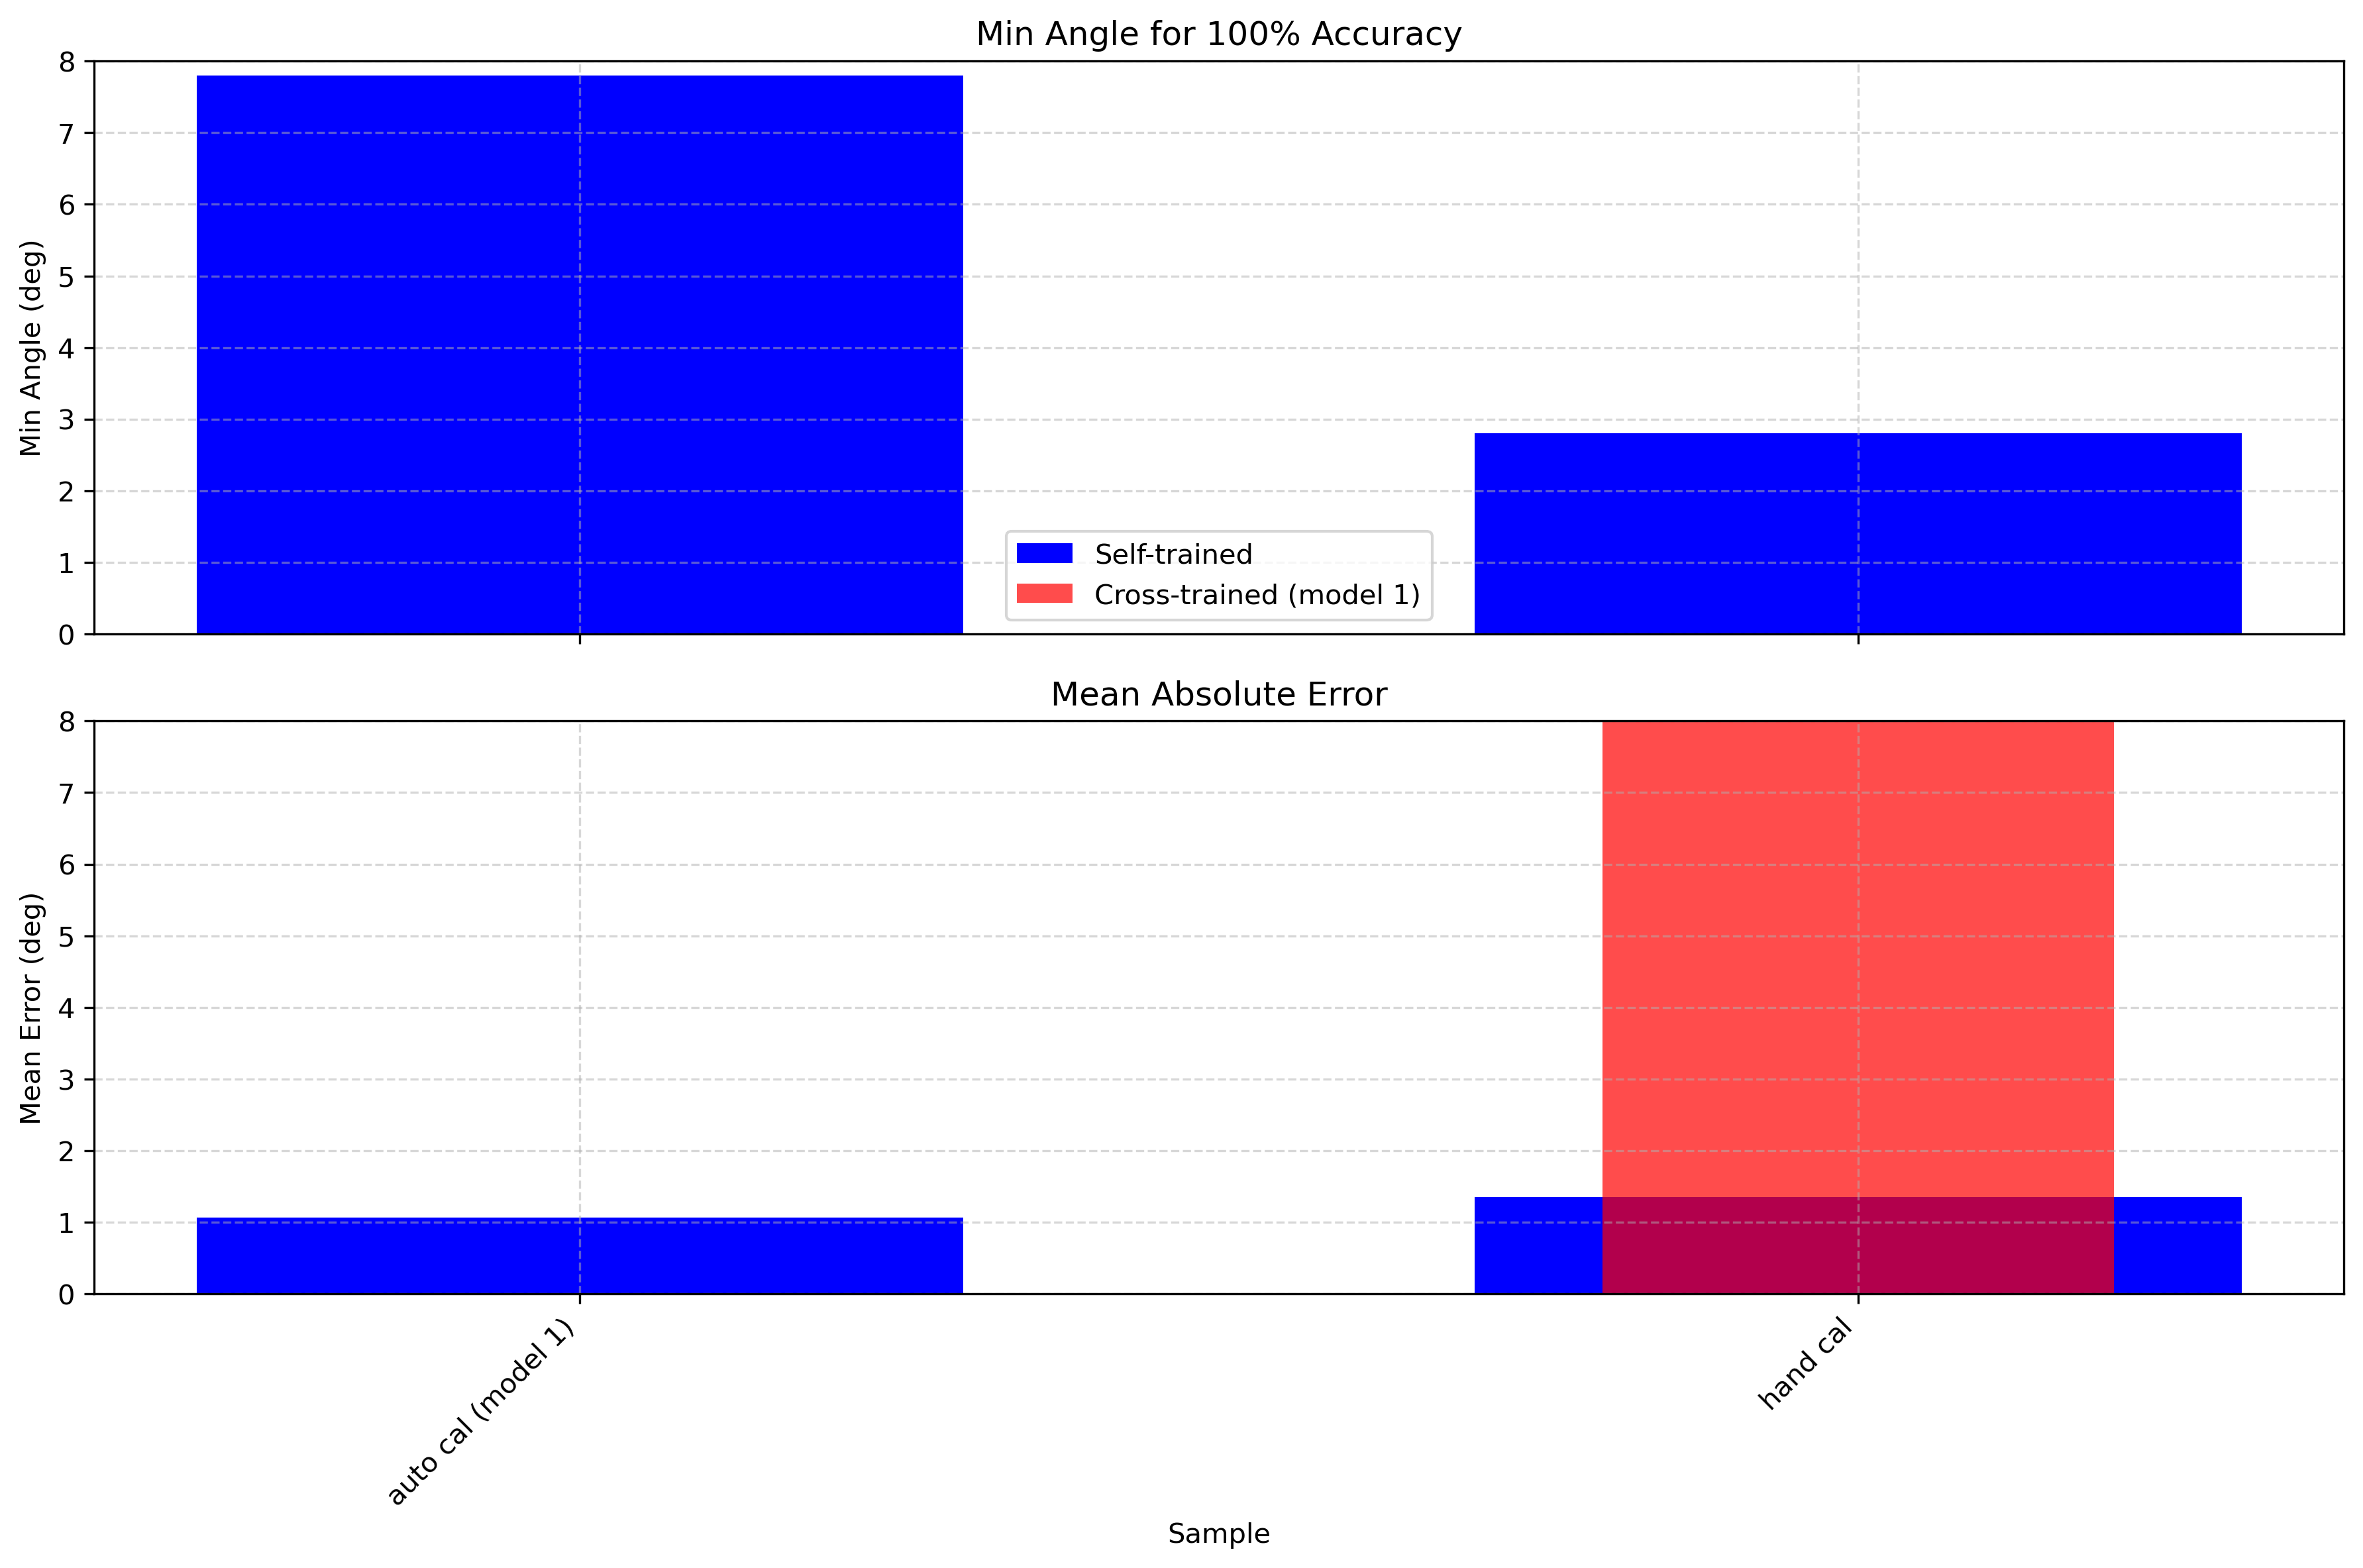 Min Angle for 100% Accuracy
8
7
6
5
4
3
2
1
0
Min Angle (deg)
Self-trained
Cross-trained (model 1)
Mean Absolute Error
8
7
6
5
4
3
2
1
0
Mean Error (deg)
auto cal (model 1)
hand cal
Sample